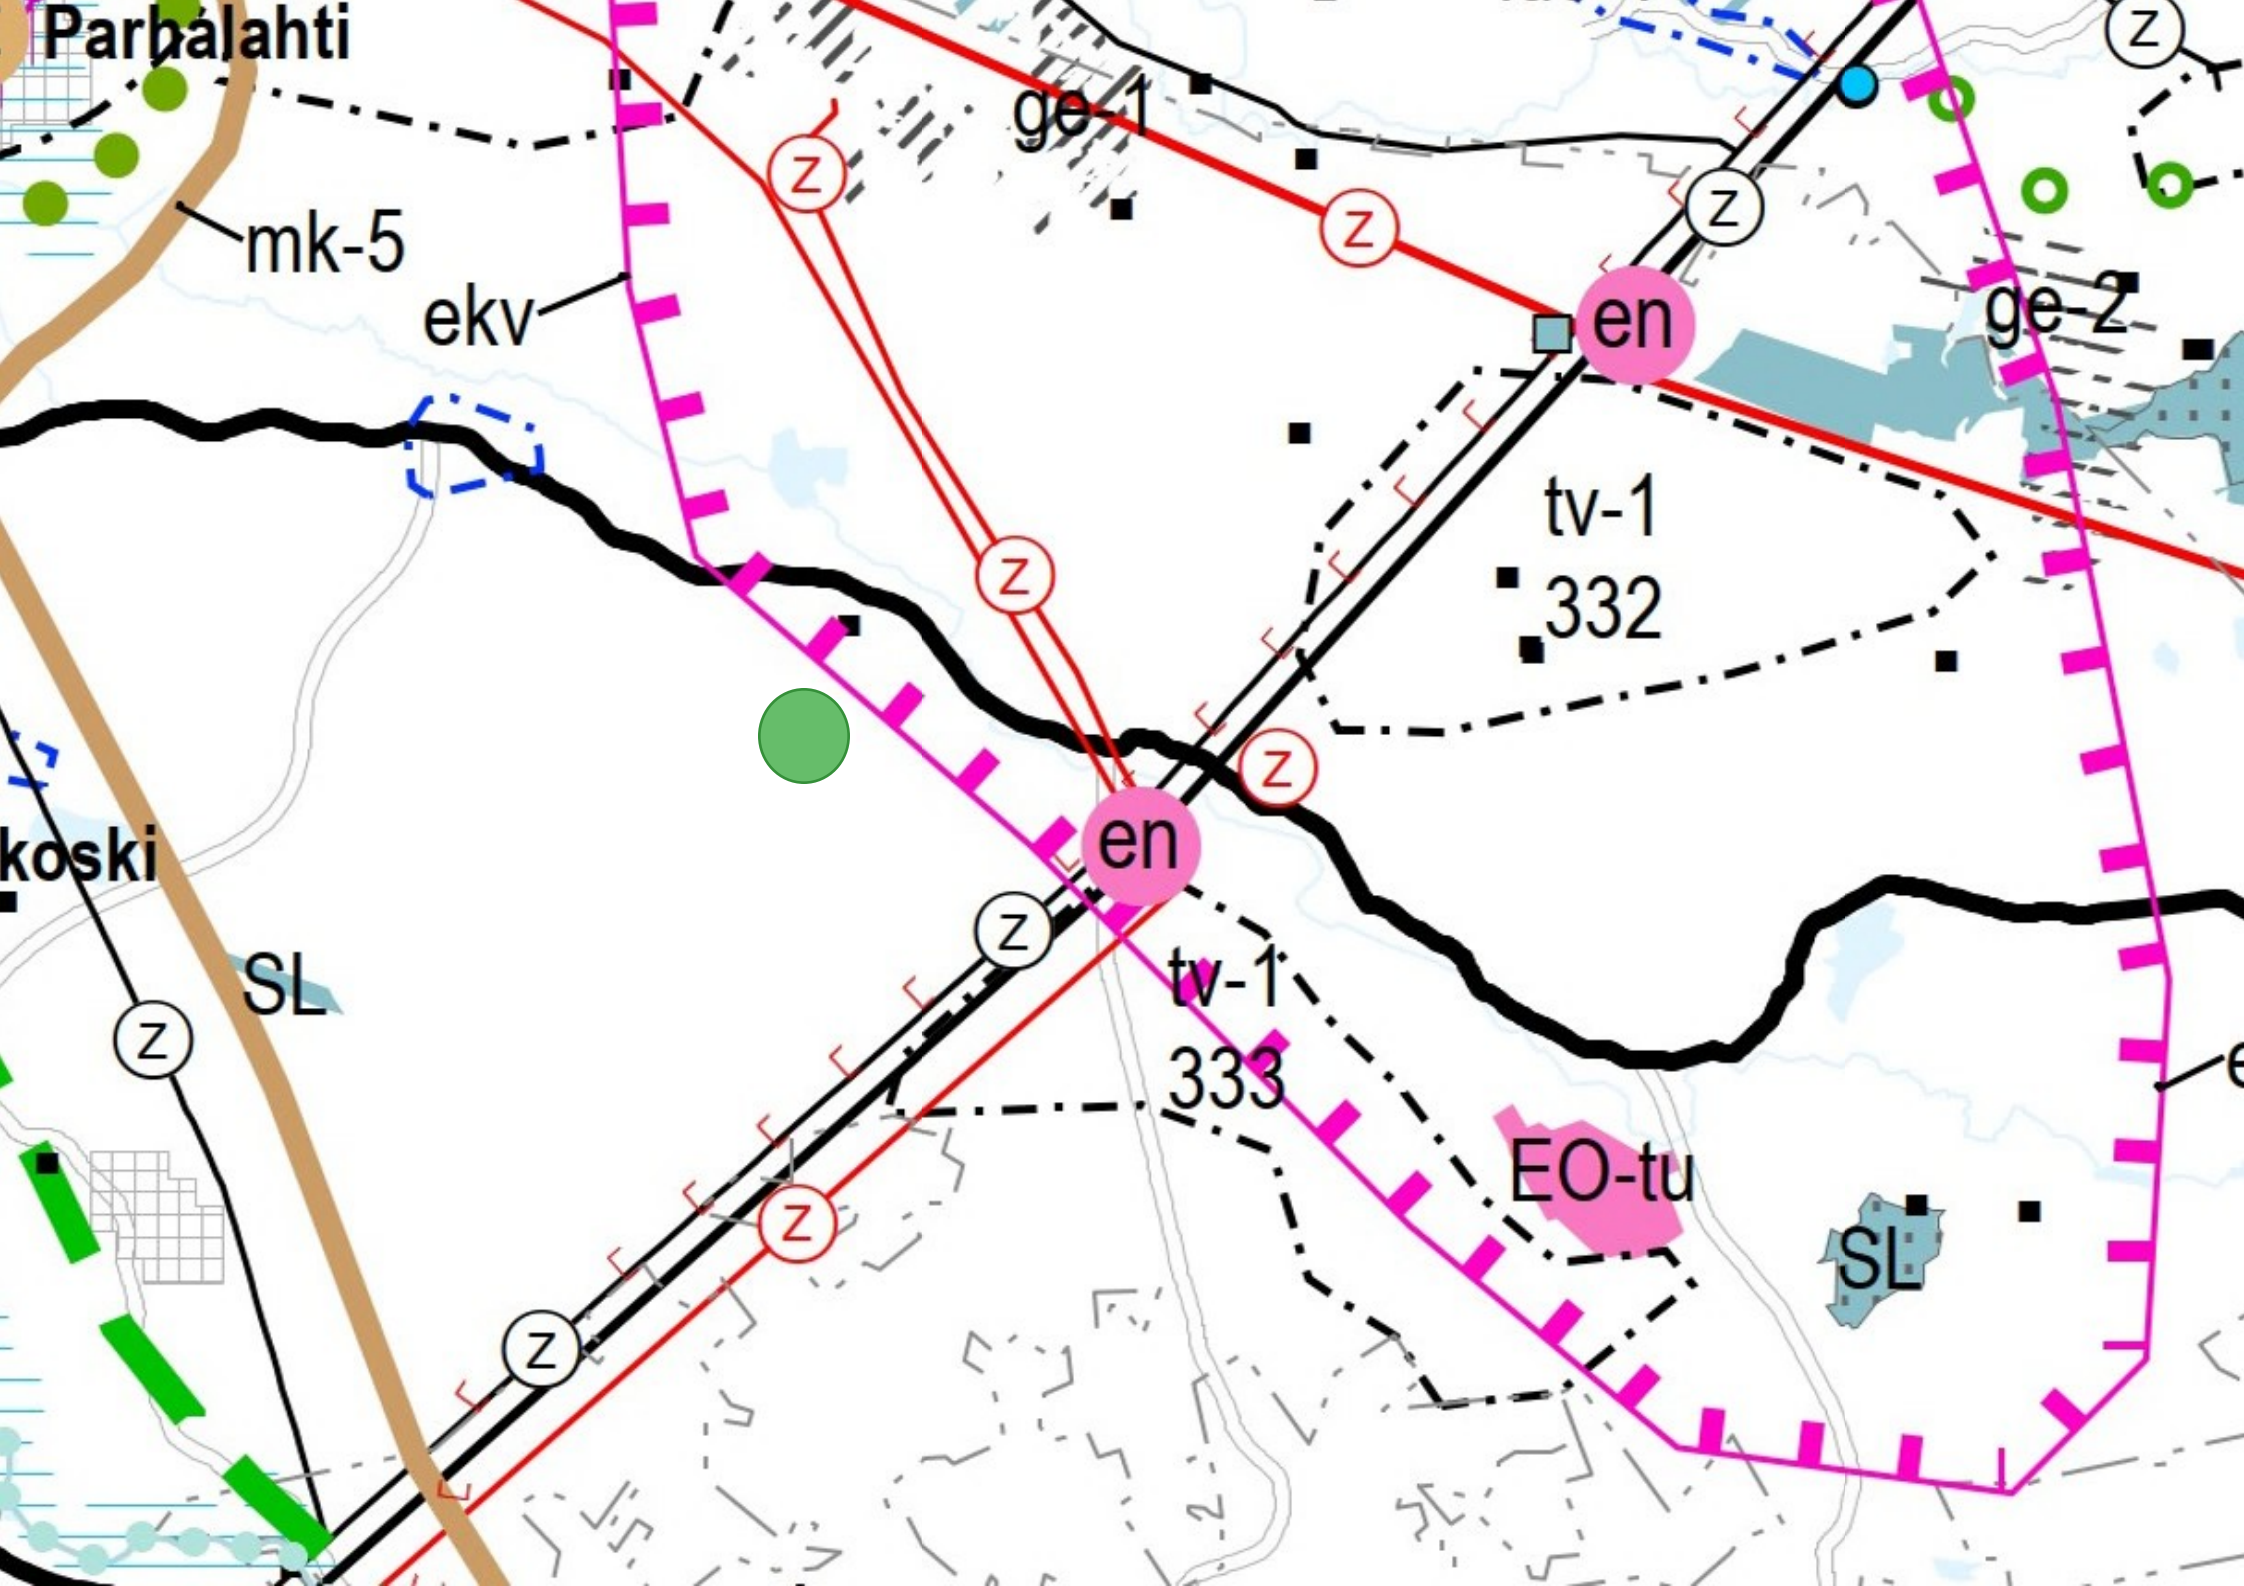 Parhalahti
z
z
ge-1
z
z
mk-5
z
ekv
en
ge-2
tv-1
332
z
z
en
koski
z
tv-1
333
SL
z
EO-tu
z
SL
z